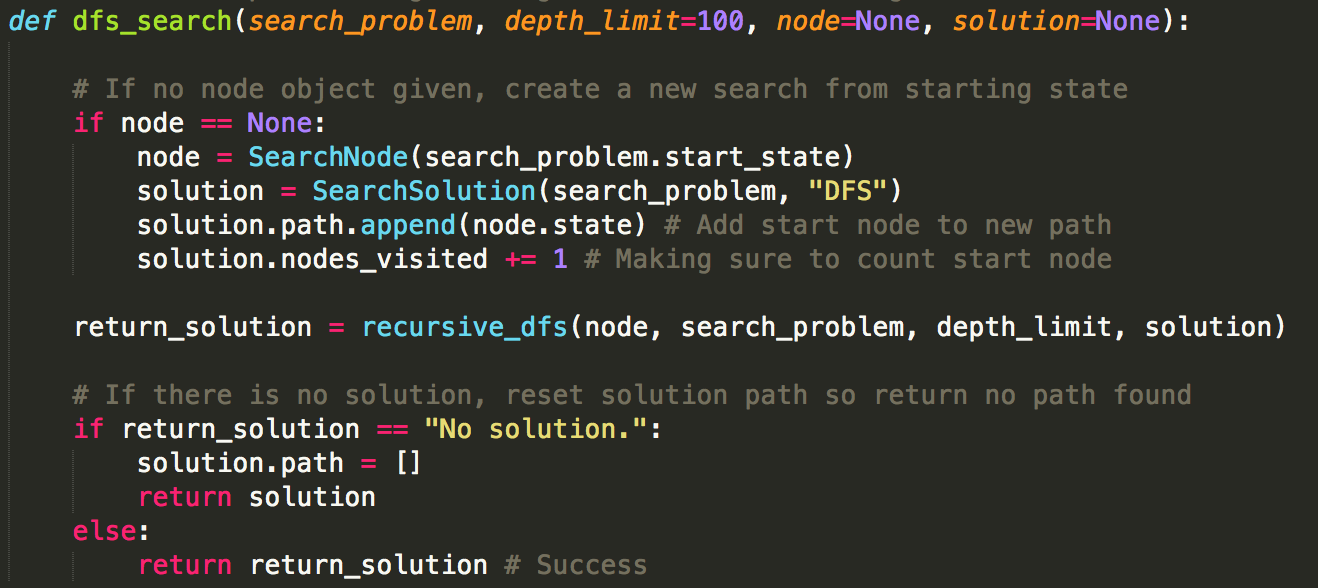 def dfs_search(search_problem, depth_limit=100, node=None, solution=None):
# If no node object given, create a new search from starting state
if node == None:
node = SearchNode(search_problem.start_state)
solution = SearchSolution(search_problem, "DFS")
solution.path.append(node.state) # Add start node to new path
solution.nodes_visited += 1 # Making sure to count start node
return_solution = recursive_dfs(node, search_problem, depth_limit, solution)
# If there is no solution, reset solution path so return no path found
if return_solution == "No solution.":
solution.path = []
return solution
else:
return return_solution # Success